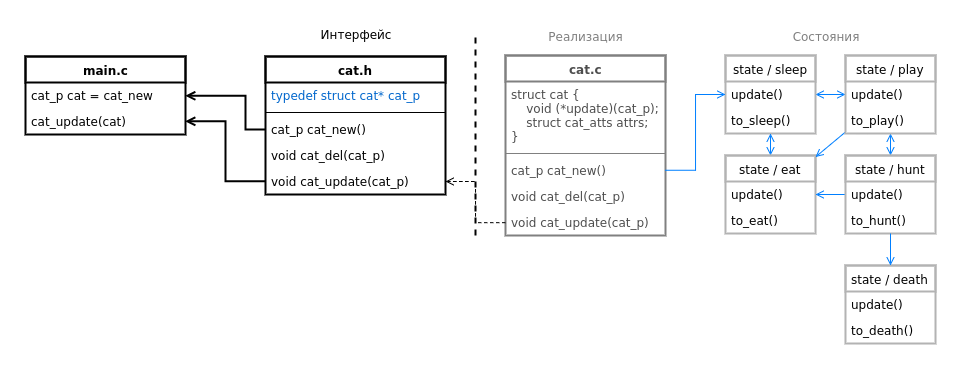 Интерфейс
Реализация
Состояния
main.c
cat_p cat = cat_new
cat_update(cat)
cat.h
typedef struct cat* cat_p
cat_p cat_new()
void cat_del(cat_p)
void cat_update(cat_p)
cat.c
struct cat {
void (*update)(cat_p);
struct cat_atts attrs;
}
cat_p cat_new()
void cat_del(cat_p)
void cat_update(cat_p)
state / sleep
update()
to_sleep()
state / play
update()
to_play()
state / eat
update()
to_eat()
state / hunt
update()
to_hunt()
state / death
update()
to_death()